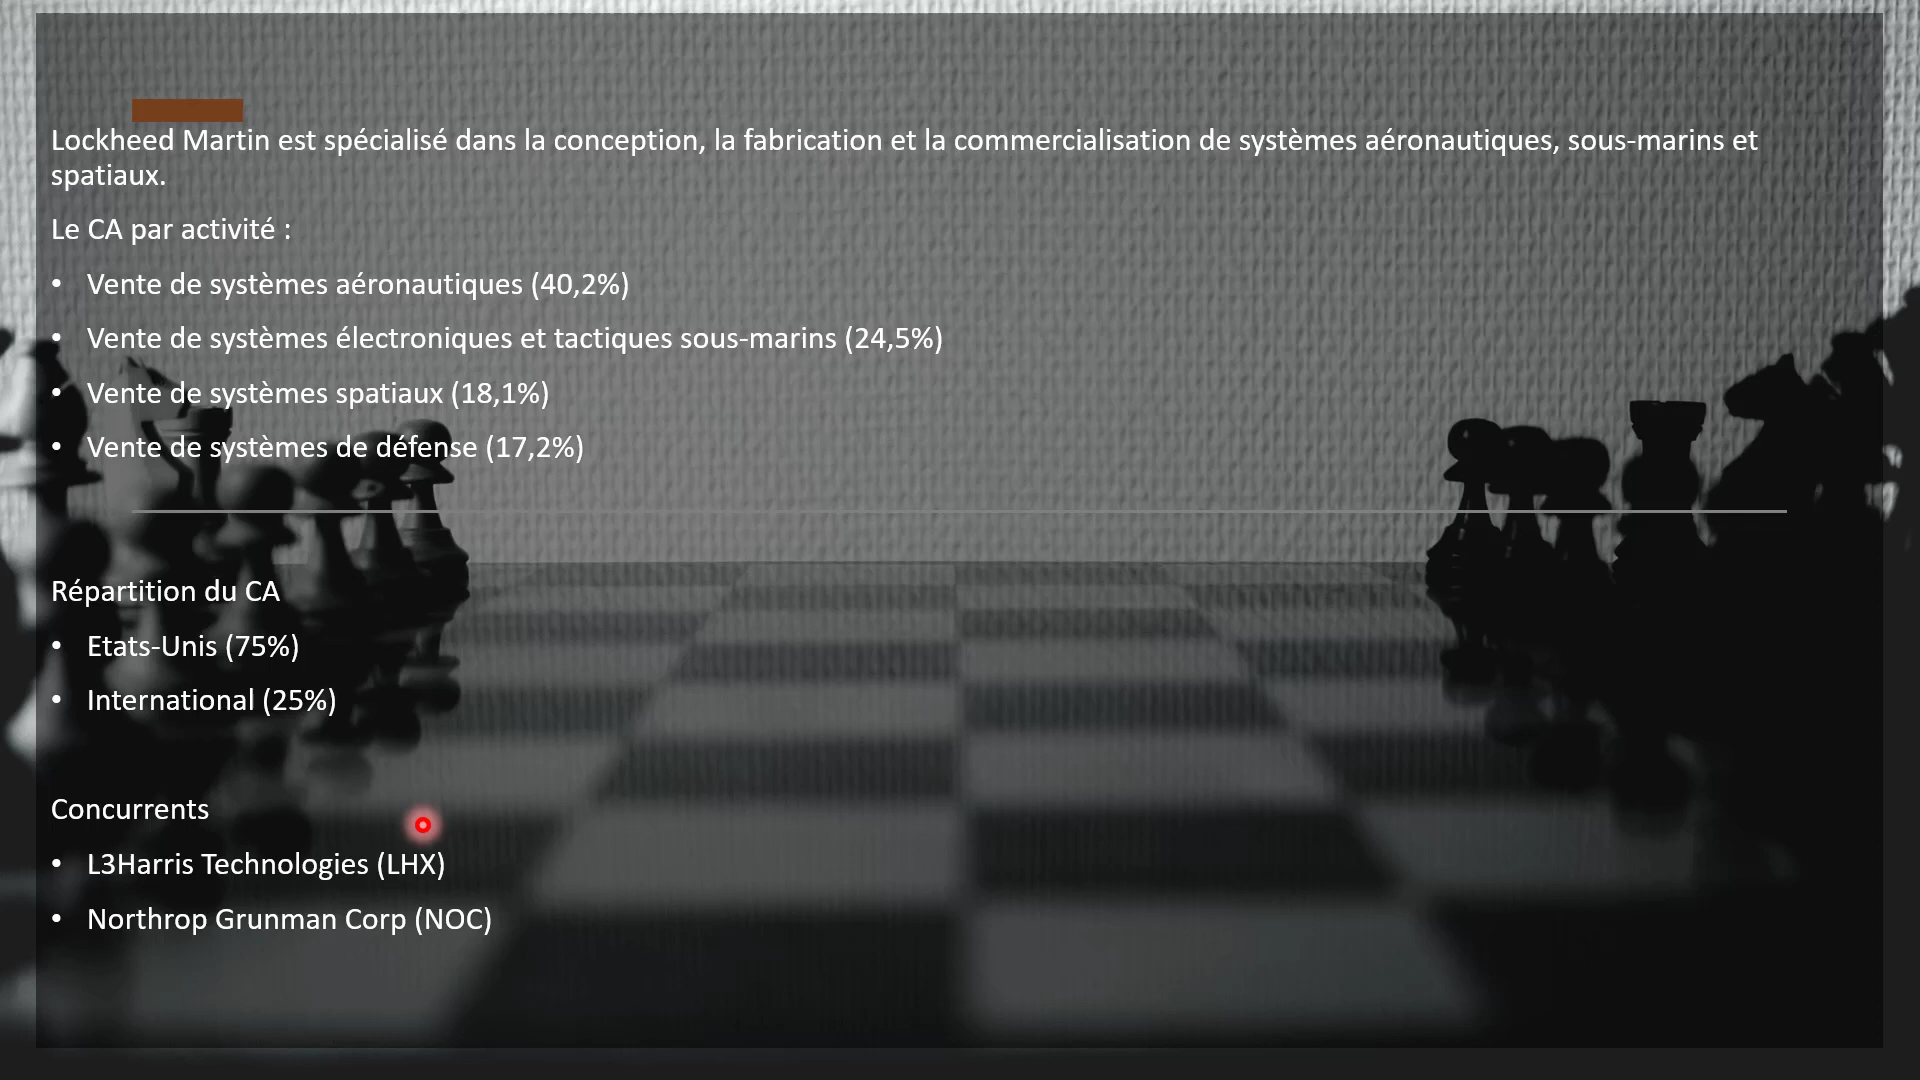 Lockheed Martin est spécialisé dans la conception, la fabrication et la commercialisation de systèmes aéronautiques, sous-marins et
spatiaux.
Le CA par activité :
• Vente de systèmes aéronautiques (40,2%)
• Vente de systèmes électroniques et tactiques sous-marins (24,5%)
• Vente de systèmes spatiaux (18,1%)
• Vente de systèmes de défense (17,2%)
Répartition du CA
• Etats-Unis (75%)
• International (25%)
Concurrents
• L3Harris Technologies (LHX)
• Northrop Grunman Corp (NOC)